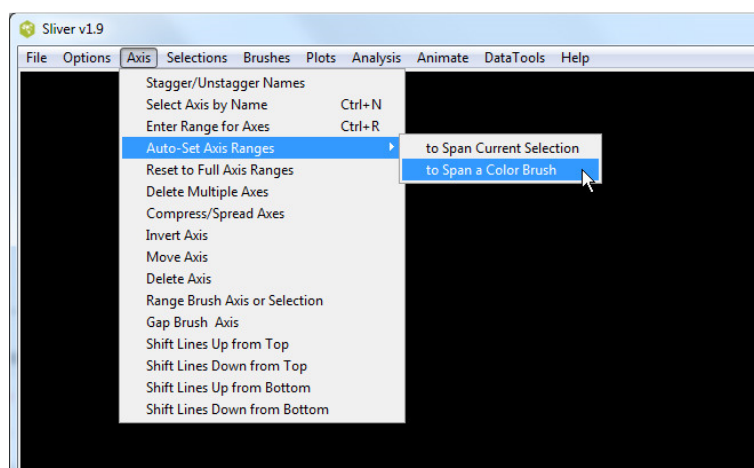 Sliver v1.9
File Options Axis Selections Brushes Plots Analysis Animate DataTools Help
Stagger/Unstagger Names
Select Axis by Name Ctrl+N
Enter Range for Axes Ctrl+R
Auto-Set Axis Ranges to Span Current Selection
to Span a Color Brush
Reset to Full Axis Ranges
Delete Multiple Axes
Compress/Spread Axes
Invert Axis
Move Axis
Delete Axis
Range Brush Axis or Selection
Gap Brush Axis
Shift Lines Up from Top
Shift Lines Down from Top
Shift Lines Up from Bottom
Shift Lines Down from Bottom